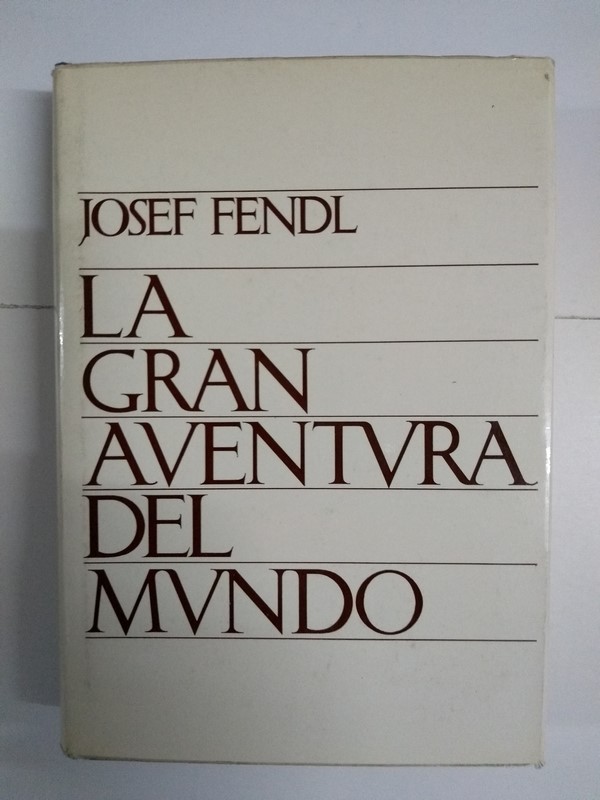 JOSEF FENDL
LA
GRAN
AVENTVRA
DEL
MVNDO